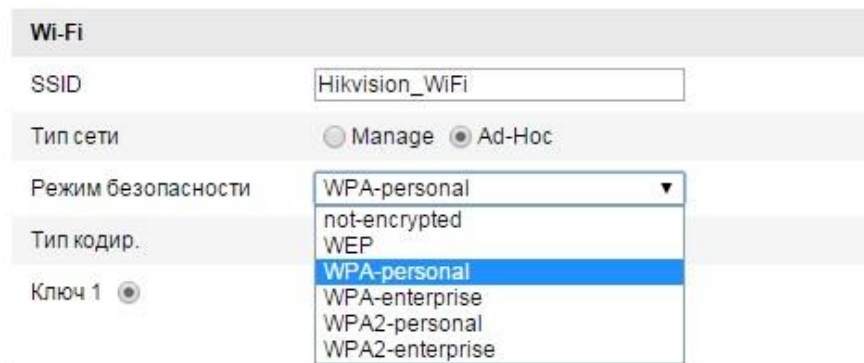 Wi-Fi
SSID Hikvision_WiFi
Тип сети Manage Ad-Hoc
Режим безопасности WPA-personal
not-encrypted
Тип кодир. WEP
WPA-personal
Ключ 1 WPA-enterprise
WPA2-personal
WPA2-enterprise